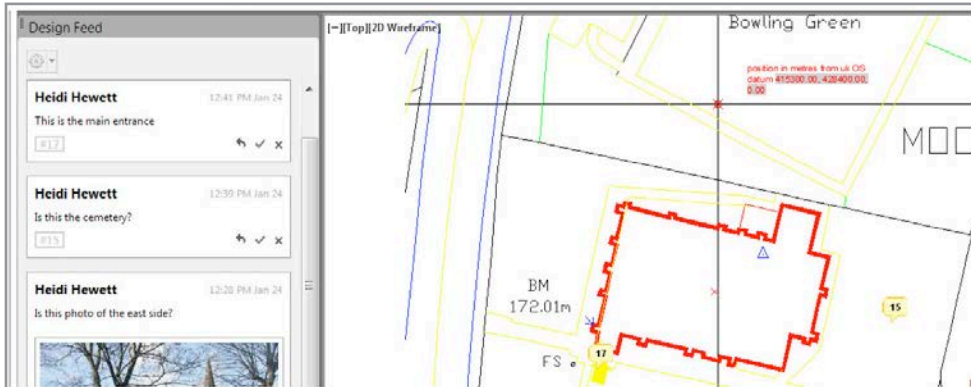 Design Feed
Heidi Hewett 12:41 PM Jan 24
This is the main entrance
#17
Heidi Hewett 12:39 PM Jan 24
Is this the cemetery?
#15
Heidi Hewett 12:28 PM Jan 24
Is this photo of the east side?
[−][Top][2D Wireframe]
Bowling Green
position in metres from uk OS
datum 415300.00, 428400.00,
0.00
BM
172.01m
15
17
FS